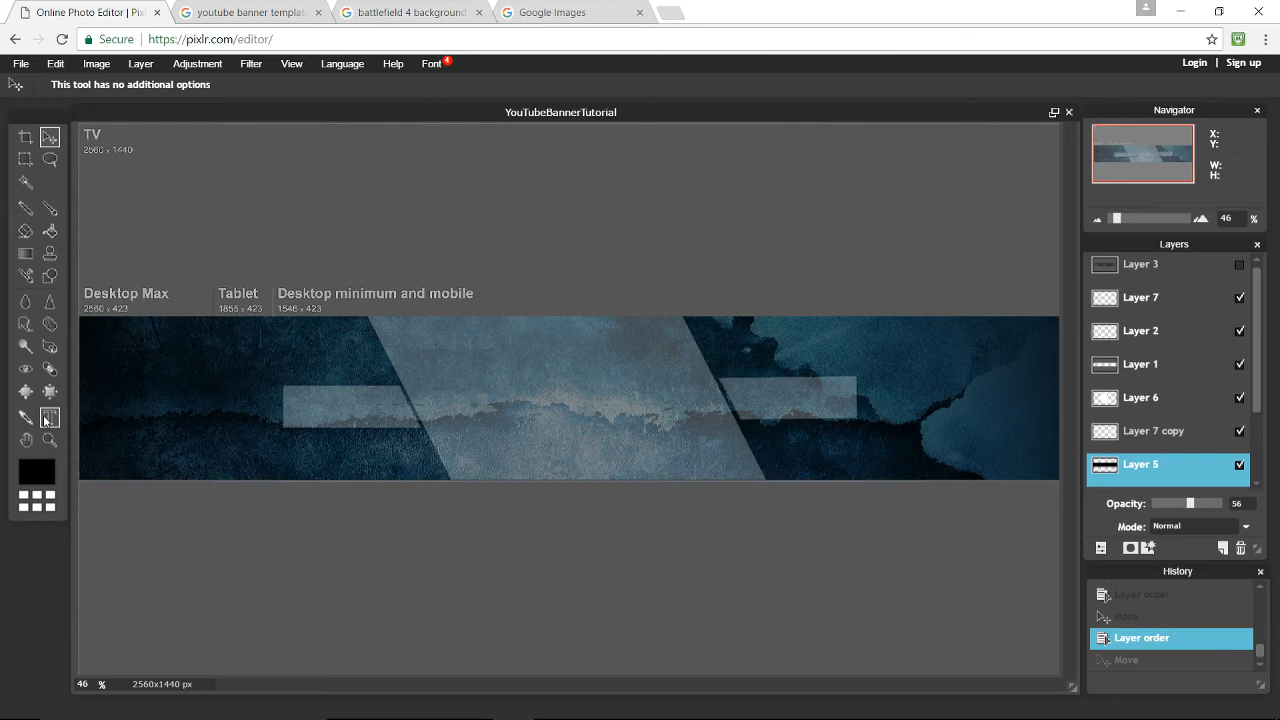 Online Photo Editor | Pixl
youtube banner templat
battlefield 4 background
Google Images
Secure
https://pixlr.com/editor/
File Edit Image Layer Adjustment Filter View Language Help Font 4
Login | Sign up
This tool has no additional options
YouTubeBannerTutorial
Navigator
TV
2560 x 1440
X:
Y:
W:
H:
46 %
Layers
Layer 3
Layer 7
Layer 2
Layer 1
Layer 6
Layer 7 copy
Layer 5
Desktop Max
2560 x 423
Tablet
1855 x 423
Desktop minimum and mobile
1546 x 423
Opacity: 56
Mode: Normal
History
Layer order
Move
Layer order
Move
46 % 2560x1440 px